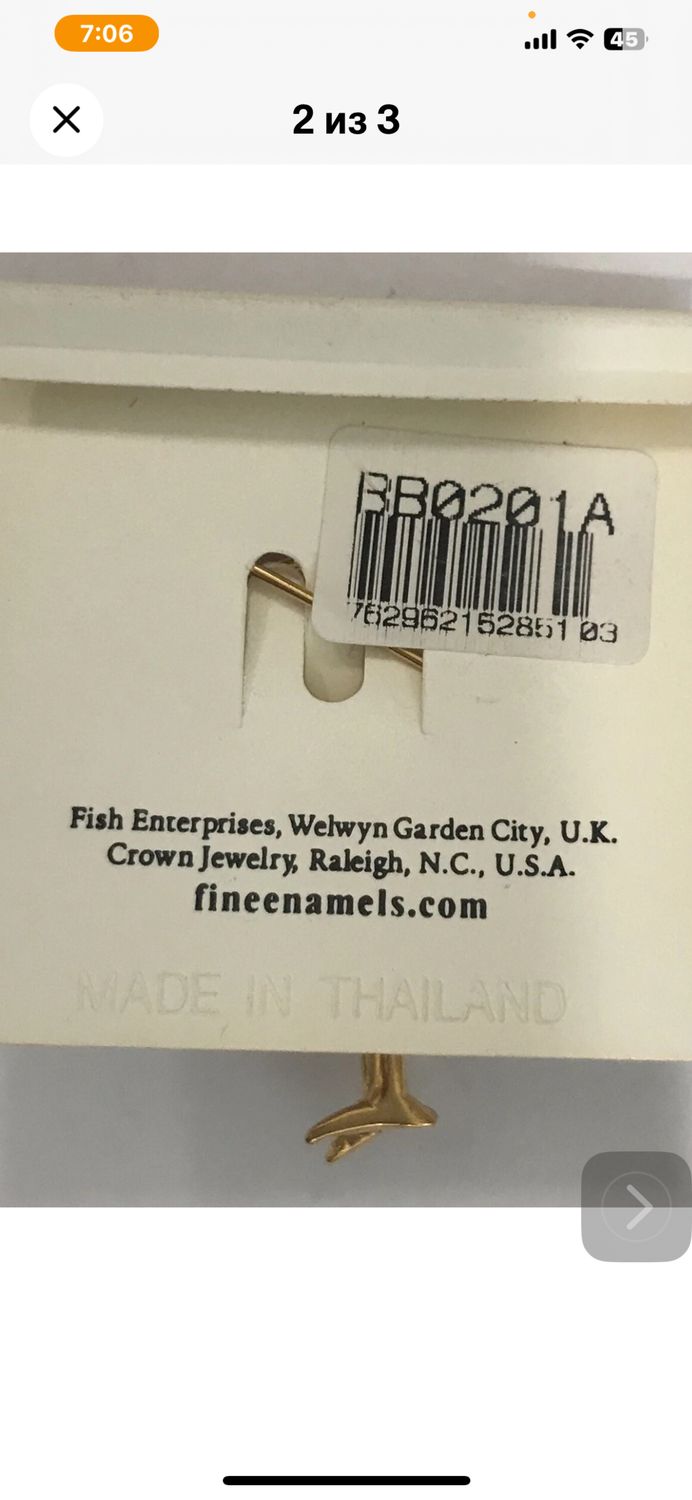 7:06
45
2 из 3
BB0201A
762962152851 03
Fish Enterprises, Welwyn Garden City, U.K.
Crown Jewelry, Raleigh, N.C., U.S.A.
fineenamels.com
MADE IN THAILAND